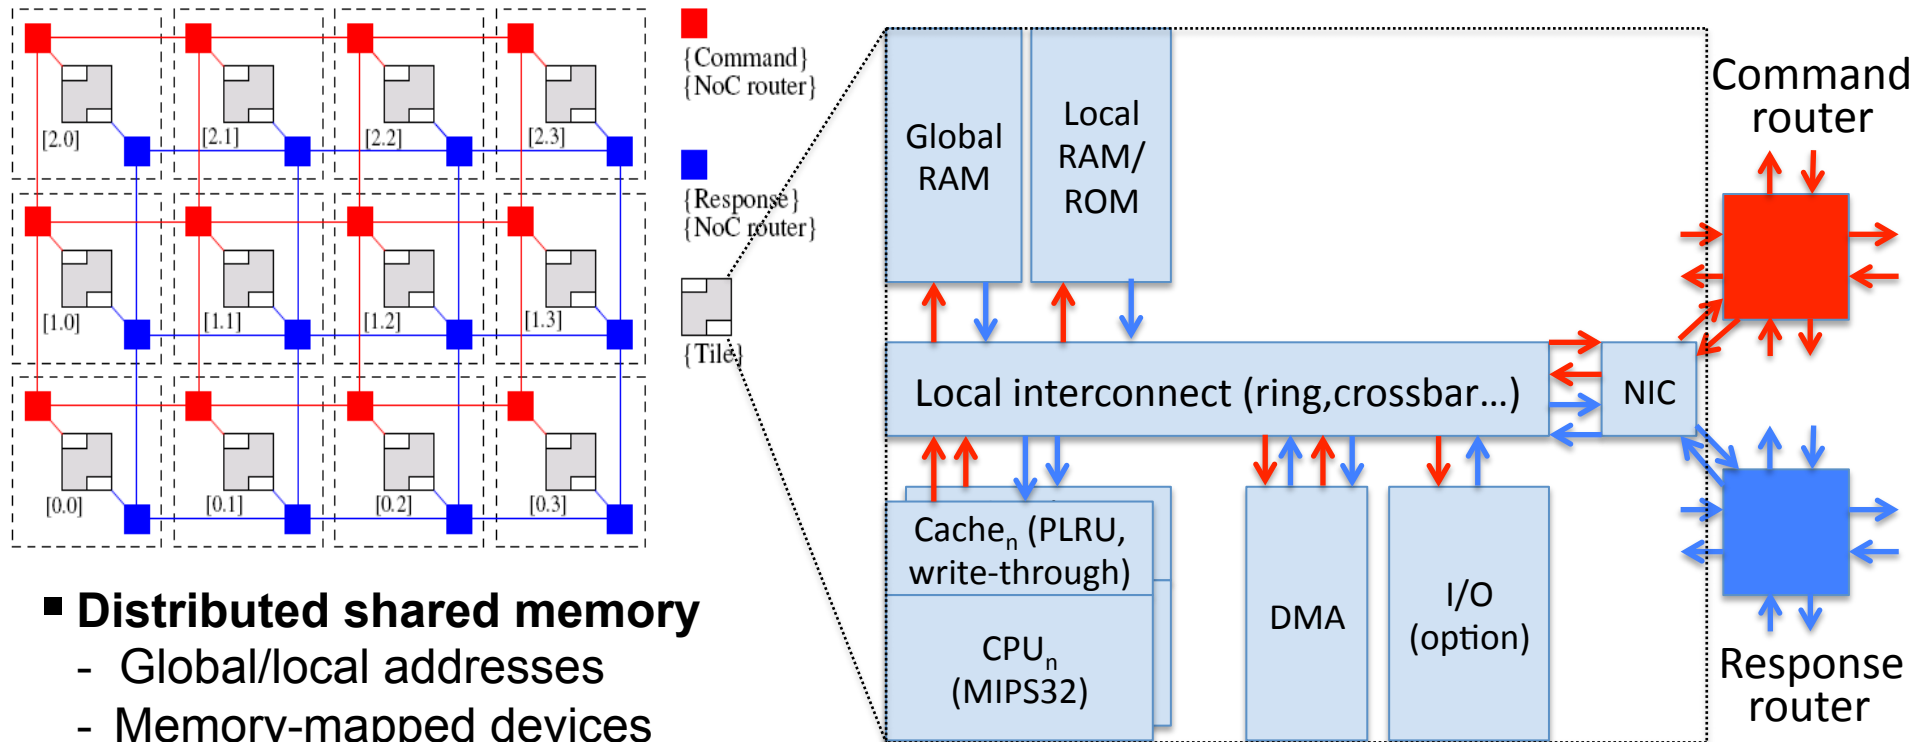 [2.0]
[2.1]
[2.2]
[2.3]
[1.0]
[1.1]
[1.2]
[1.3]
[0.0]
[0.1]
[0.2]
[0.3]
{Command}
{NoC router}
{Response}
{NoC router}
{Tile}
Global
RAM
Local
RAM/
ROM
Local interconnect (ring,crossbar…)
NIC
Cacheₙ (PLRU,
write-through)
CPUₙ
(MIPS32)
DMA
I/O
(option)
Command
router
Response
router
▪ Distributed shared memory
- Global/local addresses
- Memory-mapped devices